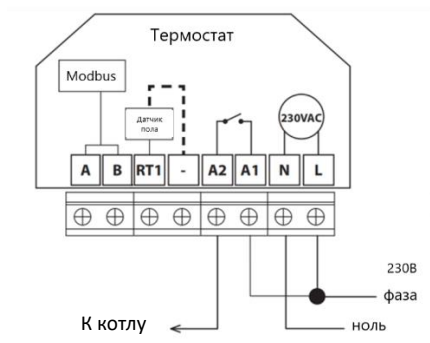 Термостат
Modbus
Датчик
пола
230VAC
A B RT1 - A2 A1 N L
230В
фаза
К котлу
ноль